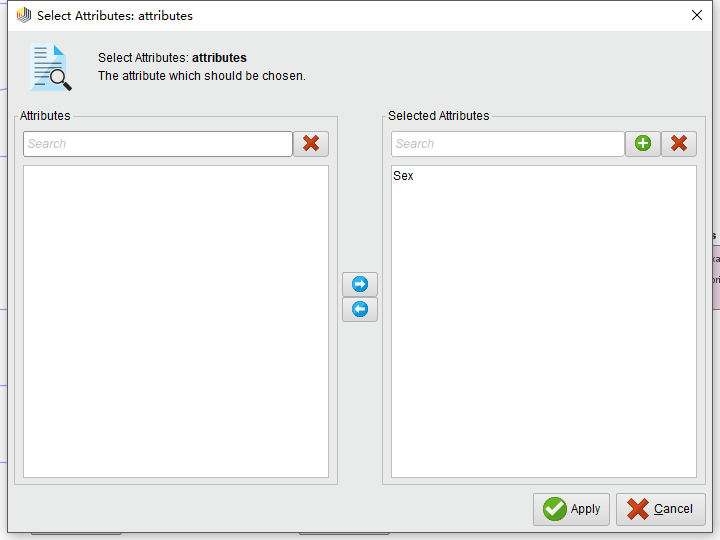 Select Attributes: attributes
Select Attributes: attributes
The attribute which should be chosen.
Attributes
Selected Attributes
Search
Search
Sex
Apply
Cancel